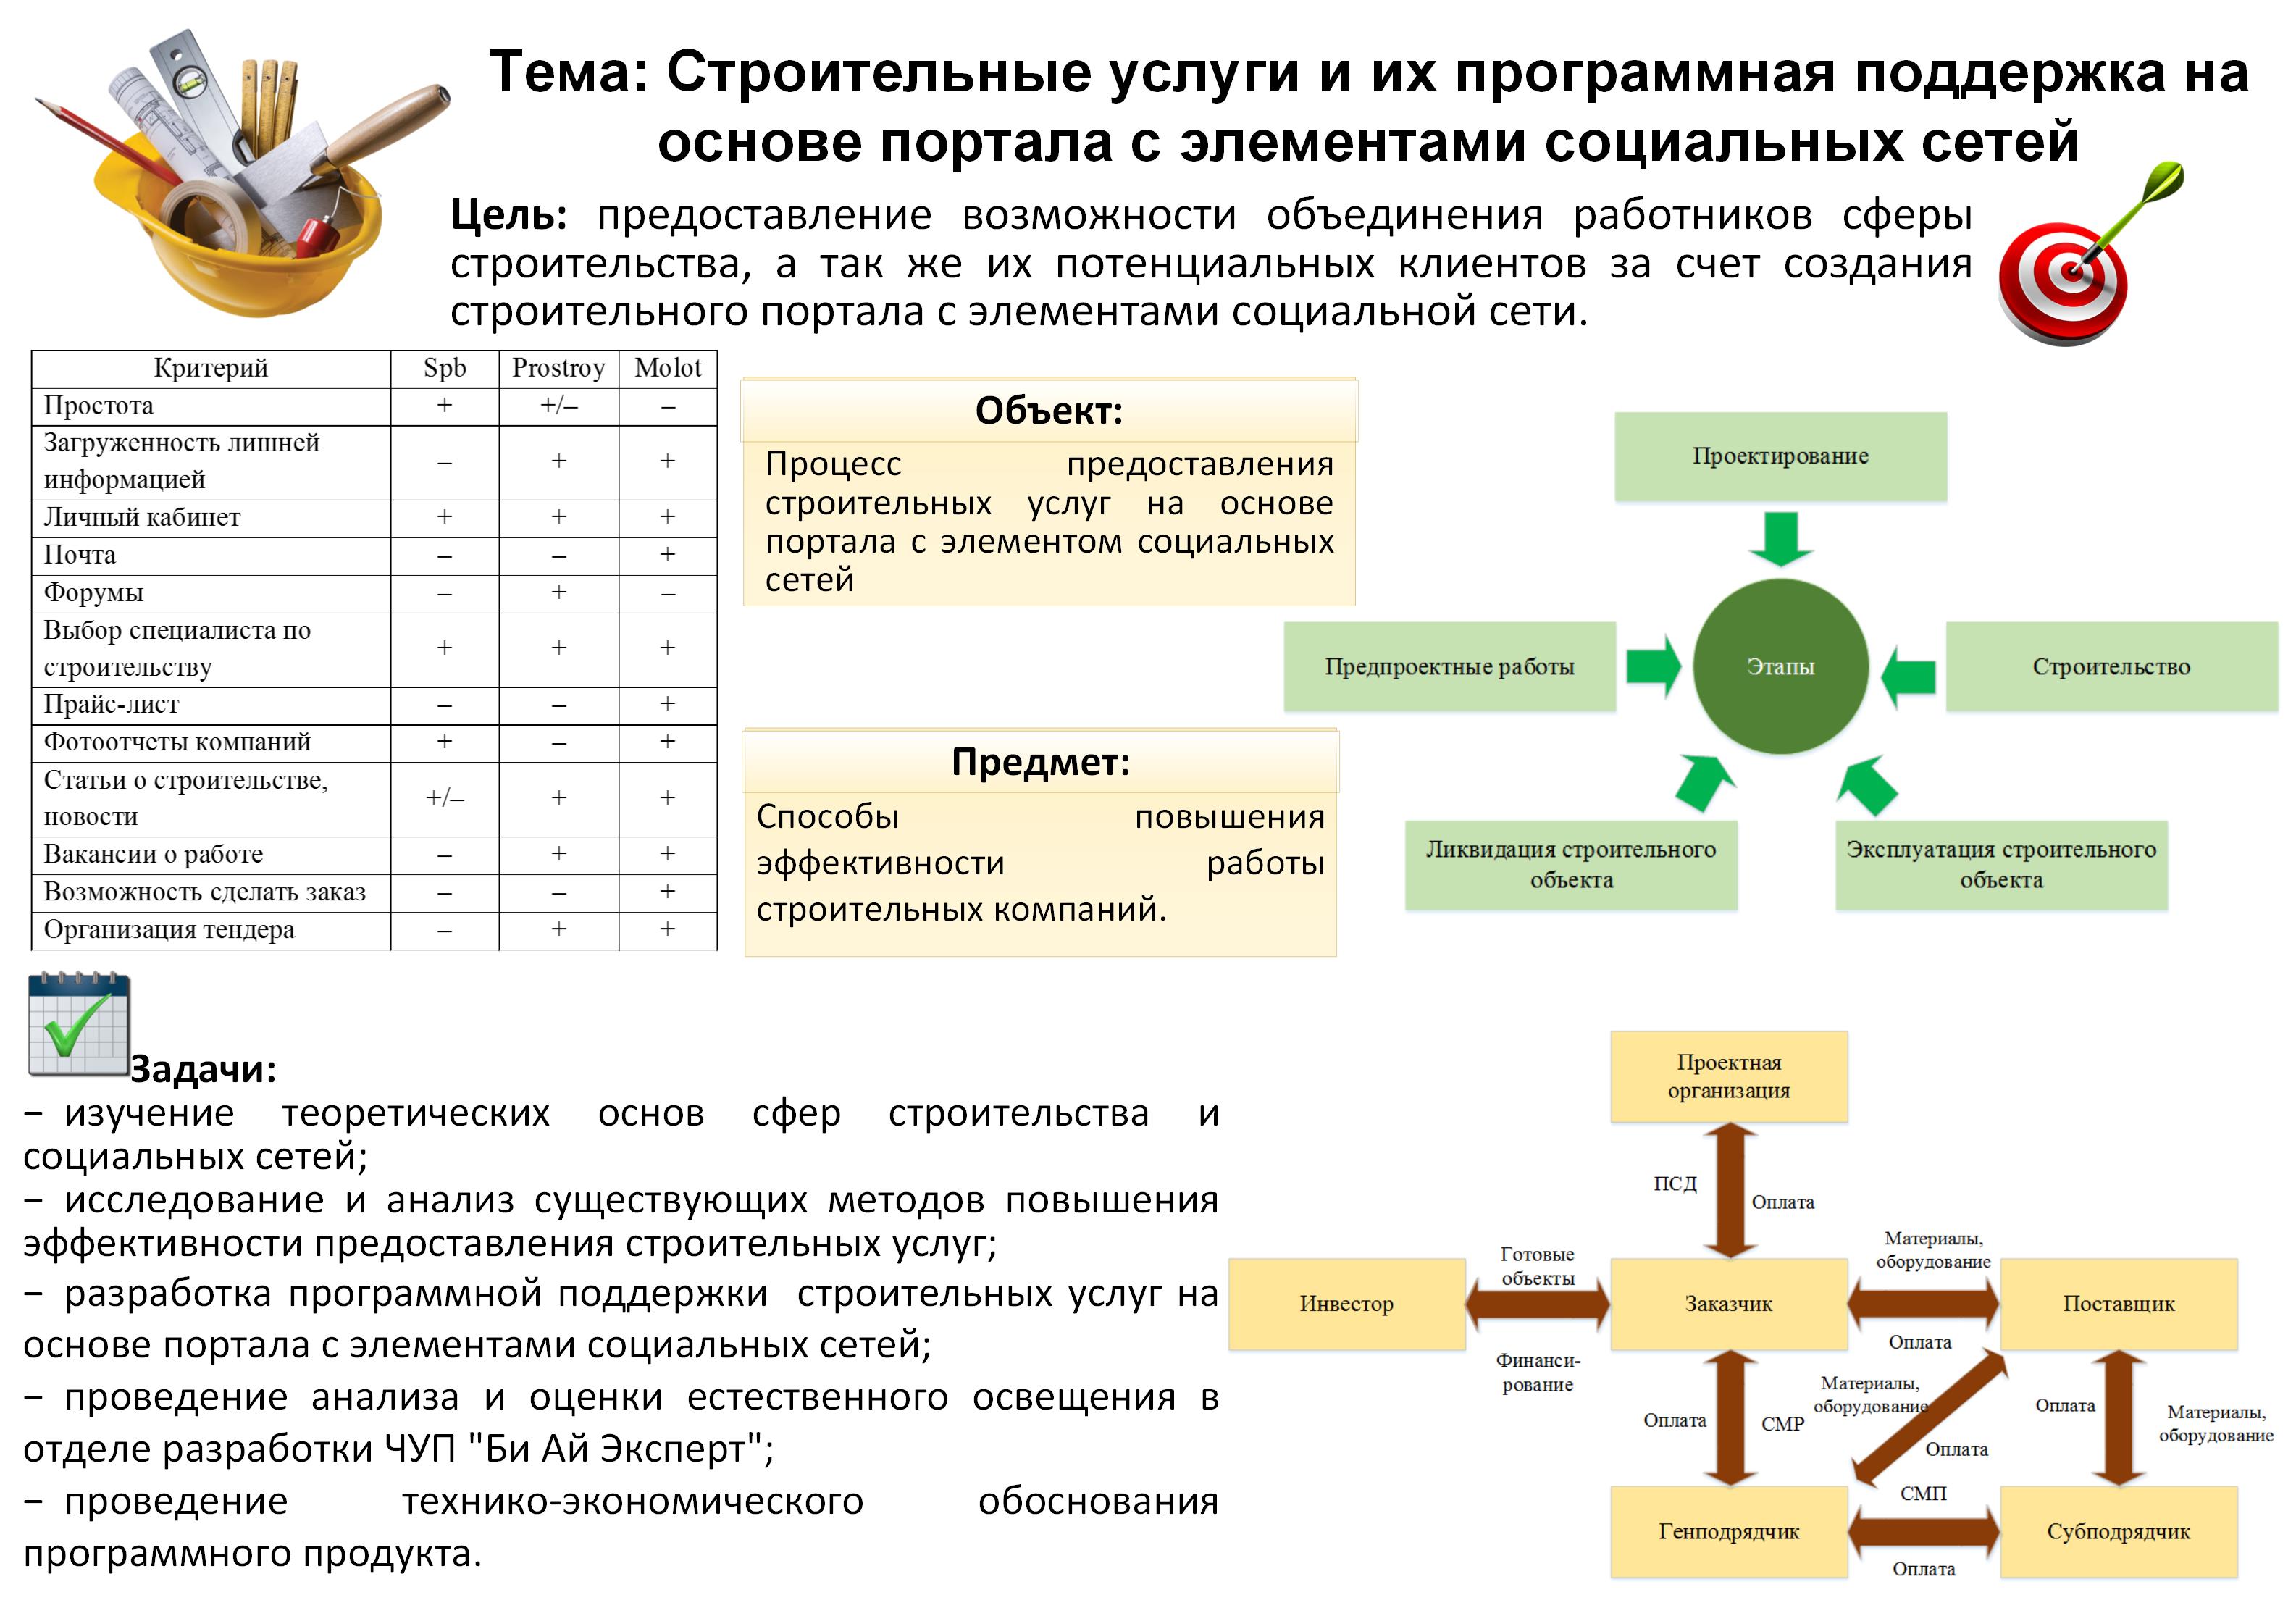 Тема: Строительные услуги и их программная поддержка на
основе портала с элементами социальных сетей
Цель: предоставление возможности объединения работников сферы
строительства, а так же их потенциальных клиентов за счет создания
строительного портала с элементами социальной сети.
Критерий Spb Prostroy Molot
Простота + +/– –
Загруженность лишней
информацией – + +
Личный кабинет + + +
Почта – – +
Форумы – + –
Выбор специалиста по
строительству + + +
Прайс-лист – – +
Фотоотчеты компаний + – +
Статьи о строительстве,
новости +/– + +
Вакансии о работе – + +
Возможность сделать заказ – – +
Организация тендера – + +
Объект:
Процесс предоставления
строительных услуг на основе
портала с элементом социальных
сетей
Предмет:
Способы повышения
эффективности работы
строительных компаний.
Проектирование
Предпроектные работы
Этапы
Строительство
Ликвидация строительного
объекта
Эксплуатация строительного
объекта
Задачи:
– изучение теоретических основ сфер строительства и
социальных сетей;
– исследование и анализ существующих методов повышения
эффективности предоставления строительных услуг;
– разработка программной поддержки строительных услуг на
основе портала с элементами социальных сетей;
– проведение анализа и оценки естественного освещения в
отделе разработки ЧУП "Би Ай Эксперт";
– проведение технико-экономического обоснования
программного продукта.
Проектная
организация
ПСД
Оплата
Инвестор
Готовые
объекты
Финанси-
рование
Заказчик
Материалы,
оборудование
Оплата
Поставщик
Оплата
СМР
Материалы,
оборудование
Оплата
Оплата
Материалы,
оборудование
Генподрядчик
СМП
Оплата
Субподрядчик